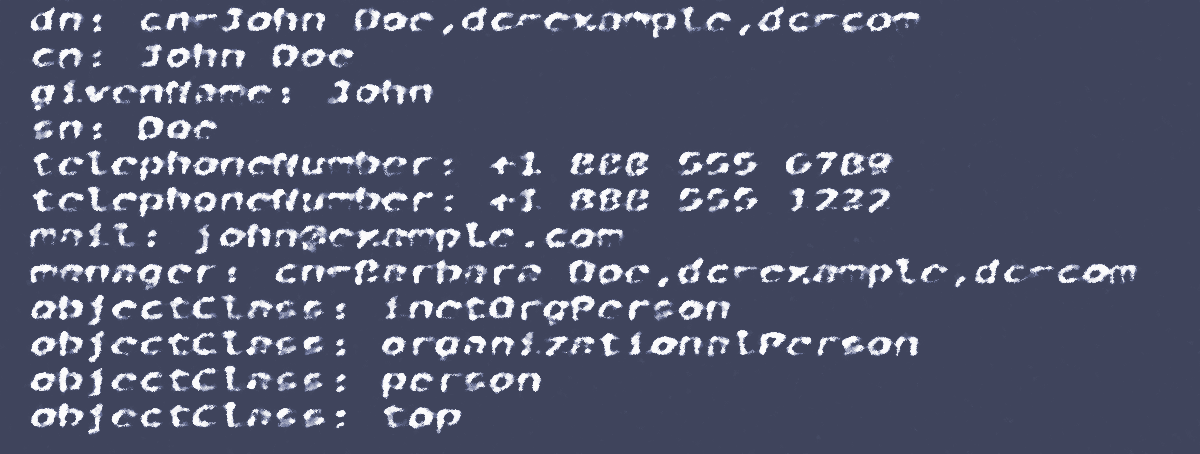 dn: cn=John Doe,dc=example,dc=com
cn: John Doe
givenName: John
sn: Doe
telephoneNumber: +1 888 555 6789
telephoneNumber: +1 888 555 1232
mail: john@example.com
manager: cn=Barbara Doe,dc=example,dc=com
objectClass: inetOrgPerson
objectClass: organizationalPerson
objectClass: person
objectClass: top